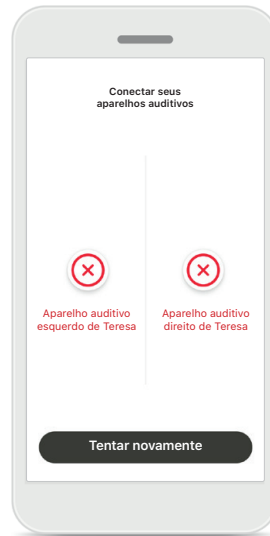 Conectar seus
aparelhos auditivos
Aparelho auditivo
esquerdo de Teresa
Aparelho auditivo
direito de Teresa
Tentar novamente